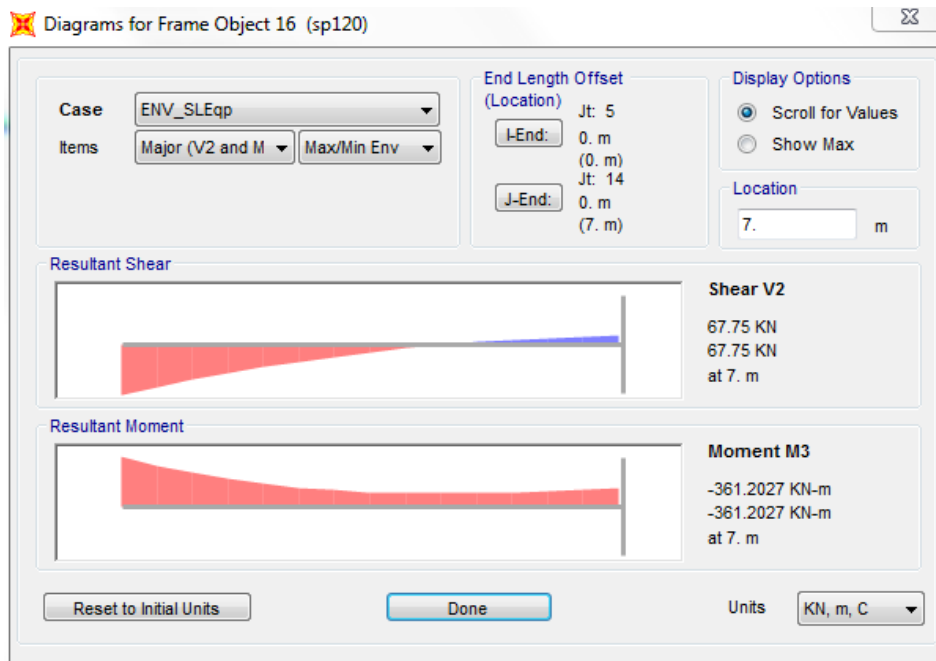 Diagrams for Frame Object 16 (sp120)
Case
ENV_SLEqp
Items
Major (V2 and M
Max/Min Env
End Length Offset
(Location)
I-End:
Jt: 5
0. m
(0. m)
J-End:
Jt: 14
0. m
(7. m)
Display Options
Scroll for Values
Show Max
Location
7.
m
Resultant Shear
Shear V2
67.75 KN
67.75 KN
at 7. m
Resultant Moment
Moment M3
-361.2027 KN-m
-361.2027 KN-m
at 7. m
Reset to Initial Units
Done
Units
KN, m, C